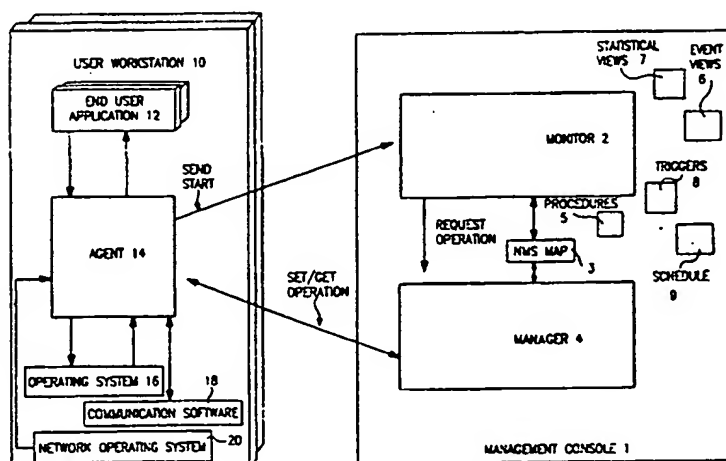 USER WORKSTATION 10
END USER
APPLICATION 12
AGENT 14
OPERATING SYSTEM 16
18
COMMUNICATION SOFTWARE
NETWORK OPERATING SYSTEM
20
SEND
START
SET/GET
OPERATION
STATISTICAL
VIEWS 7
EVENT
VIEWS
6
MONITOR 2
TRIGGERS
8
PROCEDURES
5
REQUEST
OPERATION
NWS MAP
3
SCHEDULE
9
MANAGER 4
MANAGEMENT CONSOLE 1